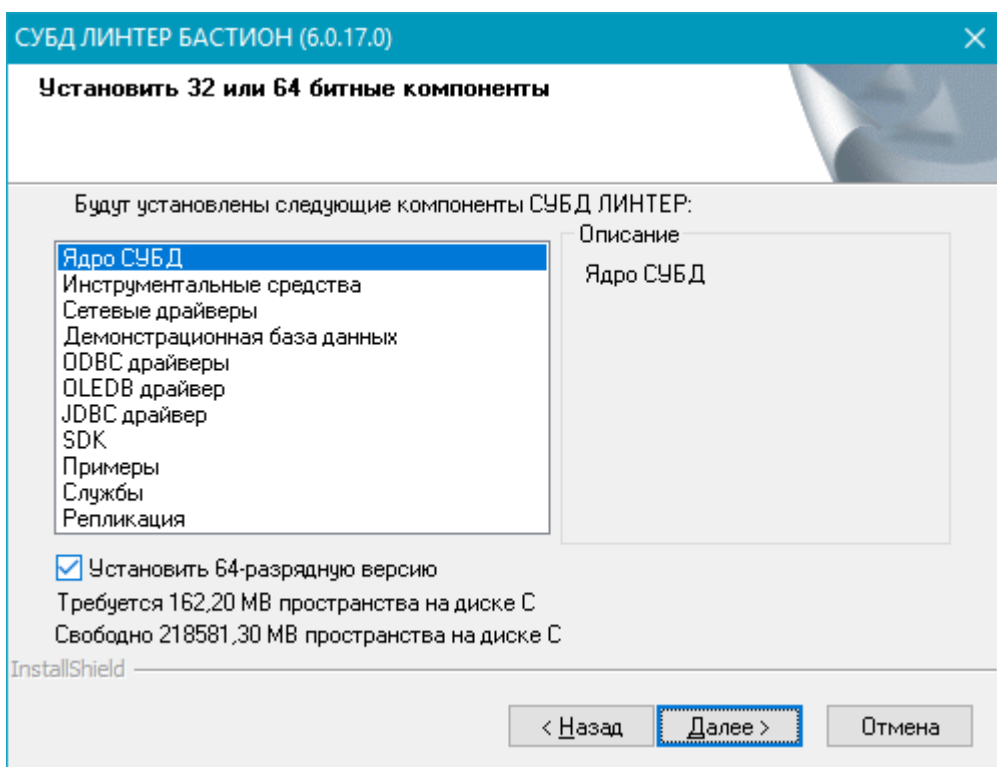 СУБД ЛИНТЕР БАСТИОН (6.0.17.0)
Установить 32 или 64 битные компоненты
Будут установлены следующие компоненты СУБД ЛИНТЕР:
Ядро СУБД
Инструментальные средства
Сетевые драйверы
Демонстрационная база данных
ODBC драйверы
OLEDB драйвер
JDBC драйвер
SDK
Примеры
Службы
Репликация
Описание
Ядро СУБД
Установить 64-разрядную версию
Требуется 162,20 MB пространства на диске C
Свободно 218581,30 MB пространства на диске C
InstallShield
< Назад
Далее >
Отмена